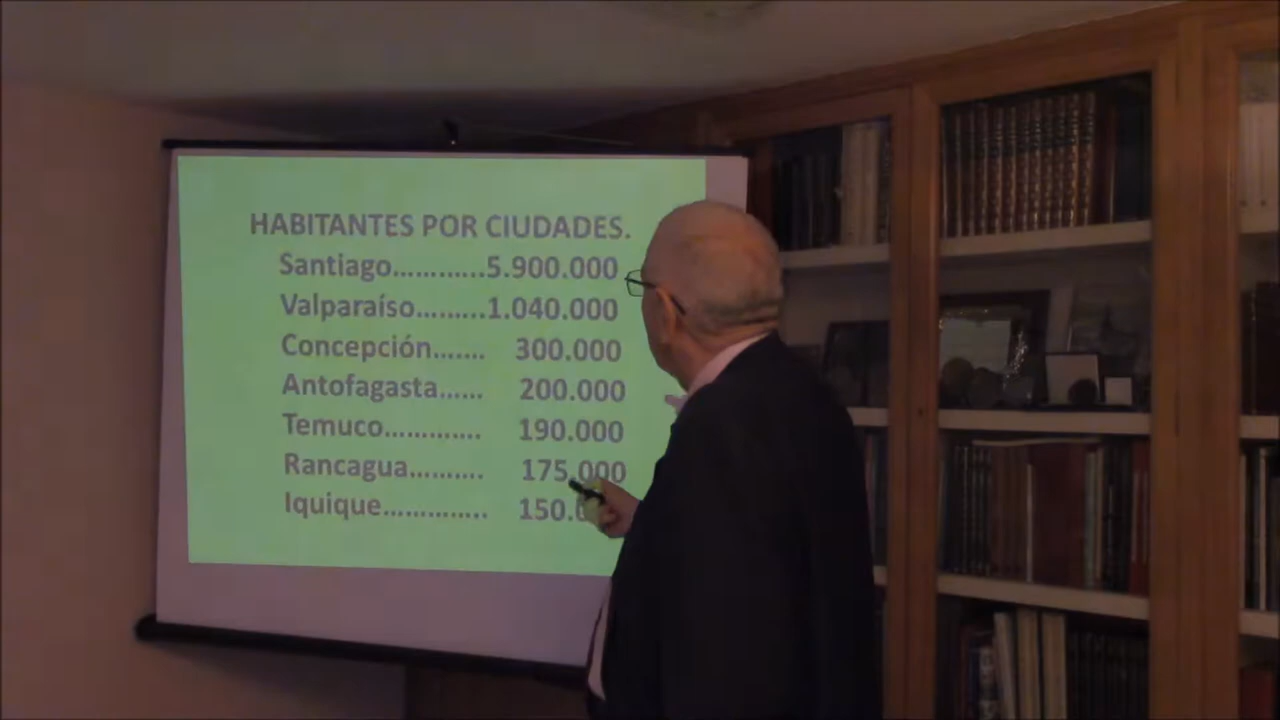 HABITANTES POR CIUDADES.
Santiago............5.900.000
Valparaíso.........1.040.000
Concepción....... 300.000
Antofagasta...... 200.000
Temuco............. 190.000
Rancagua.......... 175.000
Iquique..............